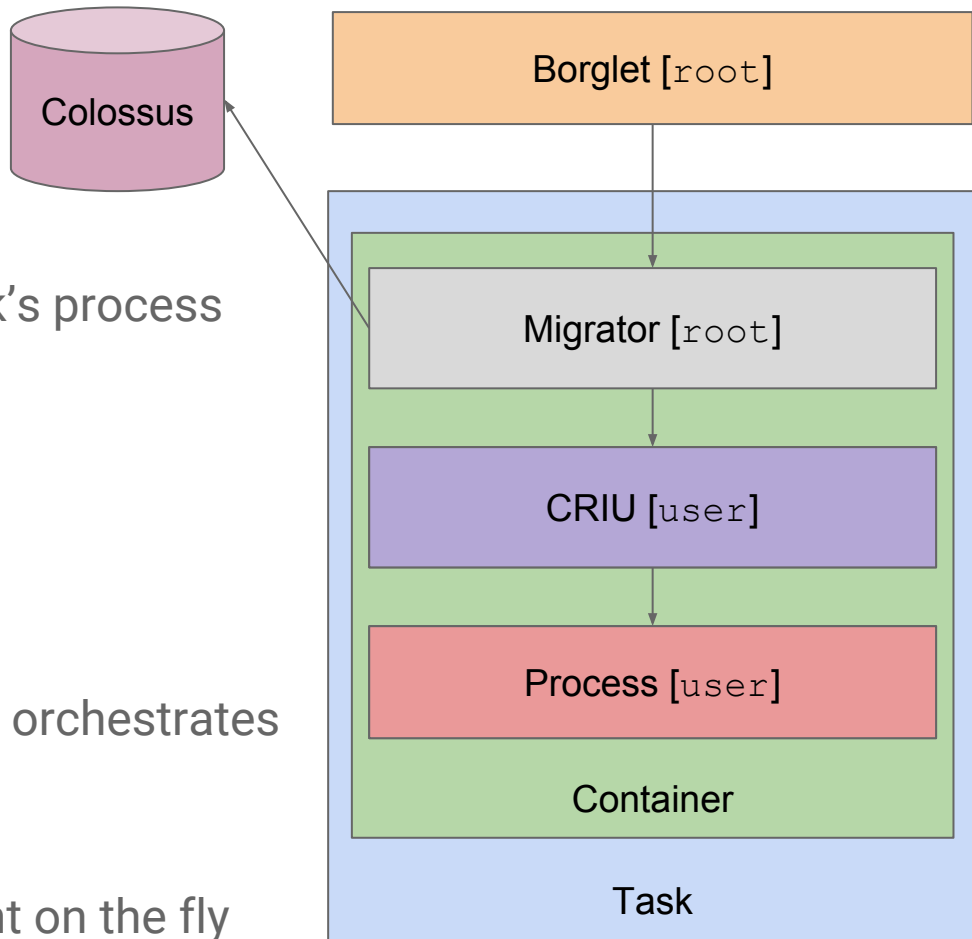 Borglet [root]
Colossus
k's process
Migrator [root]
CRIU [user]
Process [user]
orchestrates
Container
Task
nt on the fly